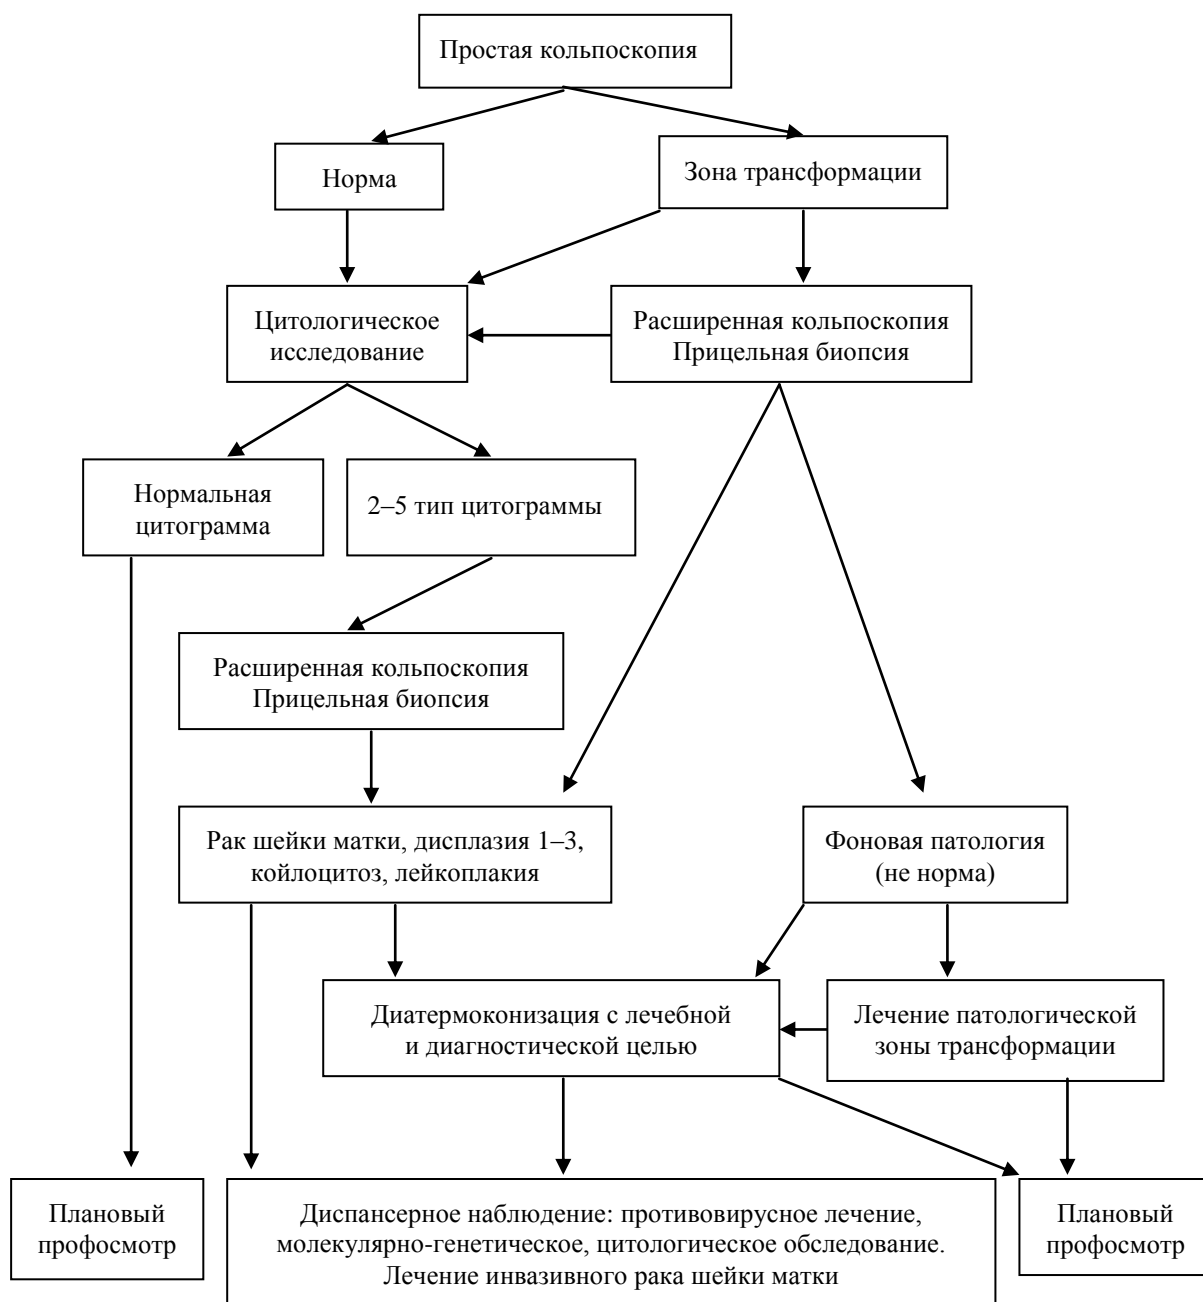 Простая кольпоскопия
Норма
Зона трансформации
Цитологическое
исследование
Расширенная кольпоскопия
Прицельная биопсия
Нормальная
цитограмма
2–5 тип цитограммы
Расширенная кольпоскопия
Прицельная биопсия
Рак шейки матки, дисплазия 1–3,
койлоцитоз, лейкоплакия
Фоновая патология
(не норма)
Диатермоконизация с лечебной
и диагностической целью
Лечение патологической
зоны трансформации
Плановый
профосмотр
Диспансерное наблюдение: противовирусное лечение,
молекулярно-генетическое, цитологическое обследование.
Лечение инвазивного рака шейки матки
Плановый
профосмотр